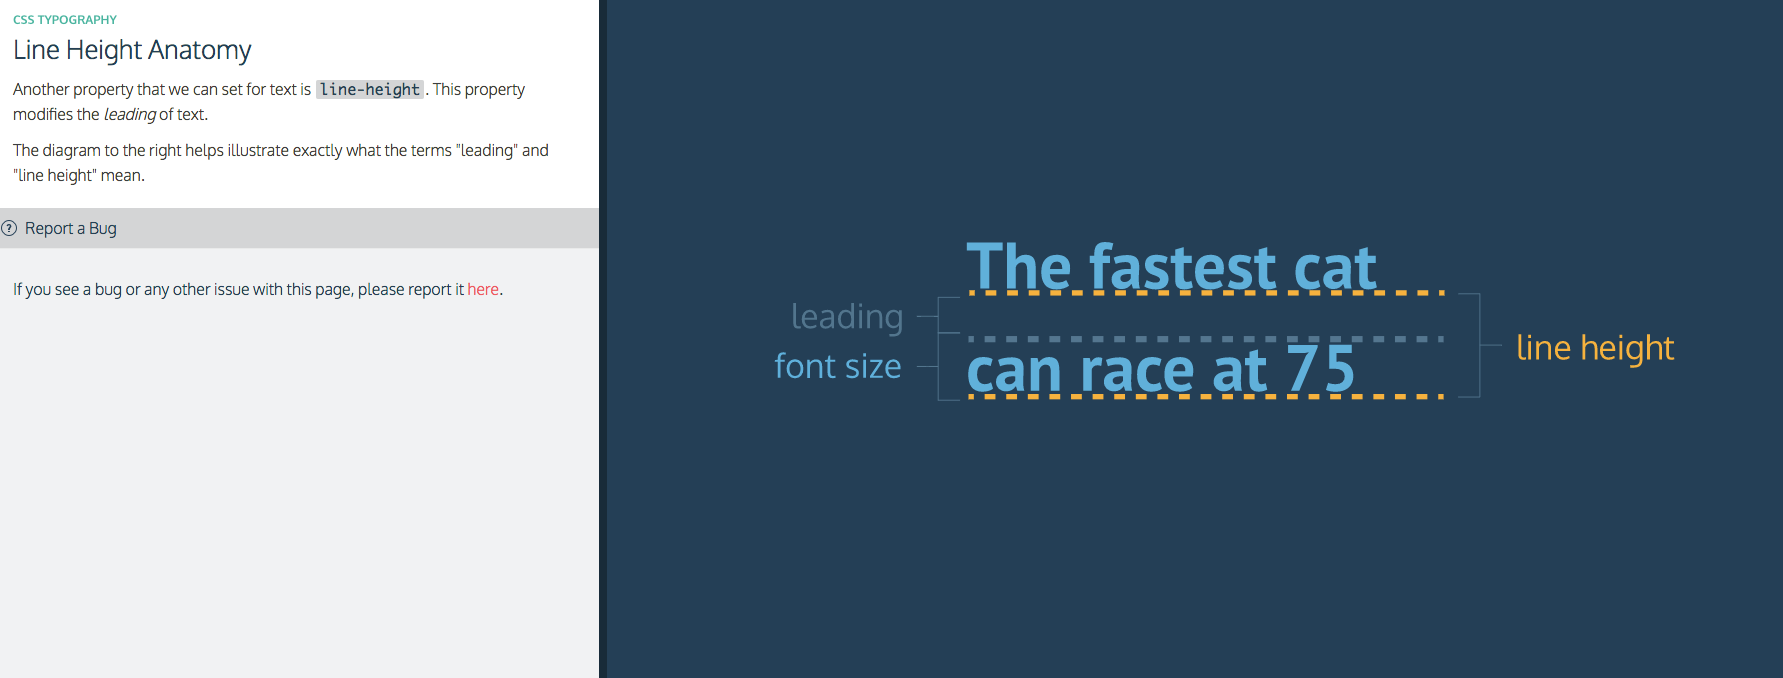 CSS TYPOGRAPHY
Line Height Anatomy
Another property that we can set for text is line-height. This property
modifies the leading of text.
The diagram to the right helps illustrate exactly what the terms "leading" and
"line height" mean.
? Report a Bug
If you see a bug or any other issue with this page, please report it here.
The fastest cat
leading
can race at 75
font size
line height